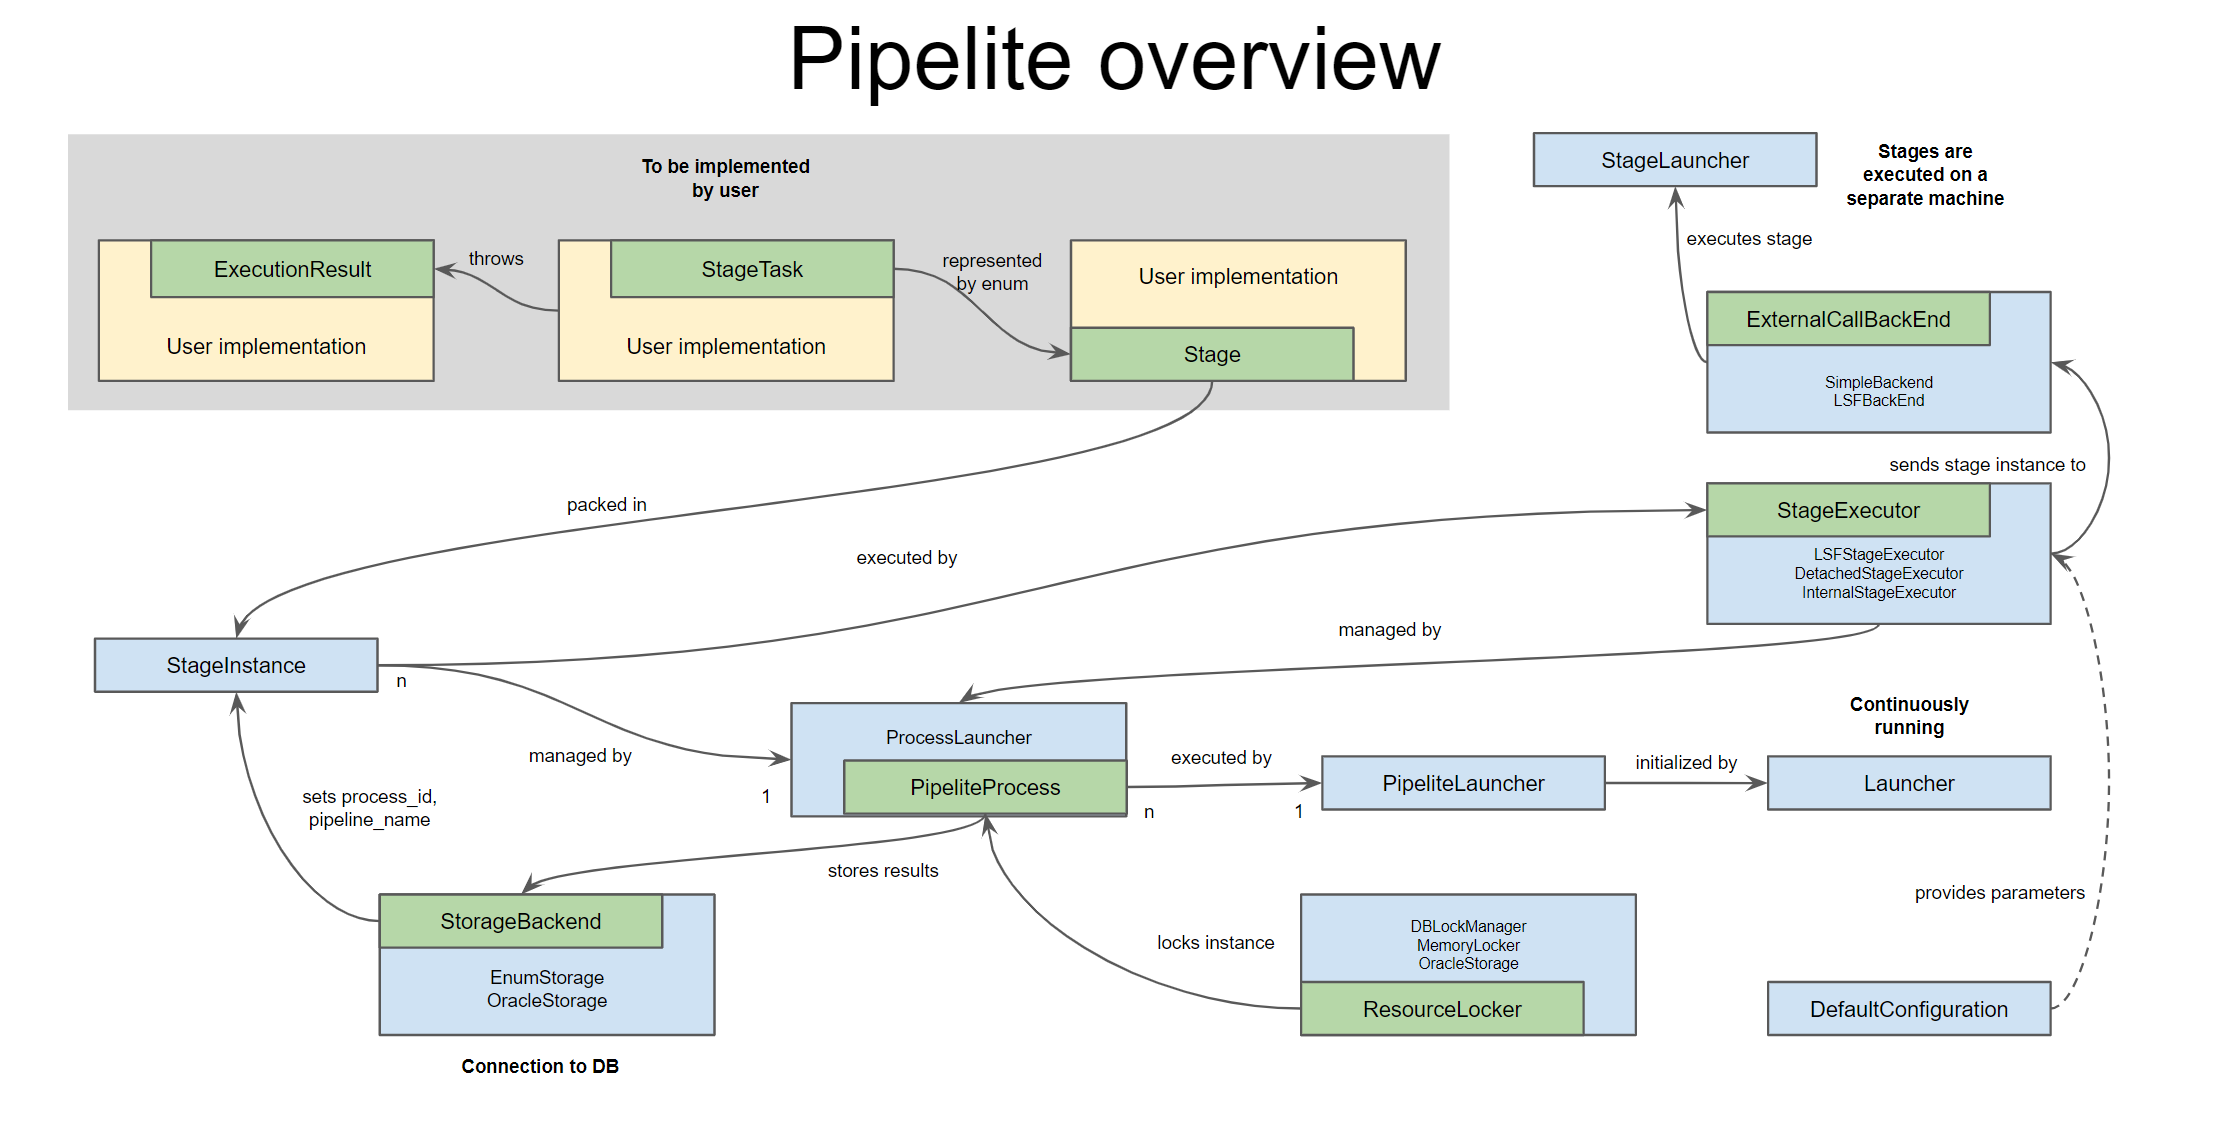 Pipelite overview
To be implemented
by user
ExecutionResult
User implementation
throws
StageTask
User implementation
represented
by enum
User implementation
Stage
StageLauncher
Stages are
executed on a
separate machine
executes stage
ExternalCallBackEnd
SimpleBackend
LSFBackEnd
sends stage instance to
packed in
executed by
StageExecutor
LSFStageExecutor
DetachedStageExecutor
InternalStageExecutor
managed by
StageInstance
n
managed by
1
ProcessLauncher
PipeliteProcess
executed by
n
1
PipeliteLauncher
initialized by
Continuously
running
Launcher
sets process_id,
pipeline_name
stores results
StorageBackend
EnumStorage
OracleStorage
Connection to DB
locks instance
DBLockManager
MemoryLocker
OracleStorage
ResourceLocker
provides parameters
DefaultConfiguration